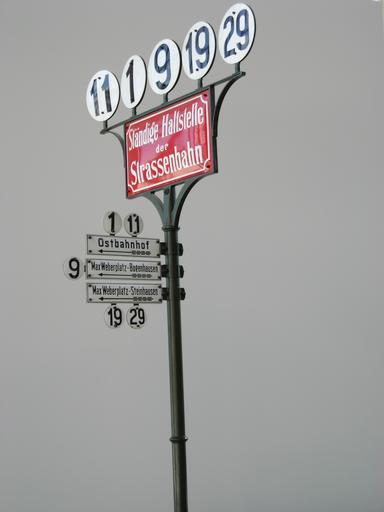 11 1 9 19 29
Ständige Haltstelle
der
Strassenbahn
1 11
Ostbahnhof
9 Max Weberplatz-Bogenhausen
Max Weberplatz-Steinhausen
19 29